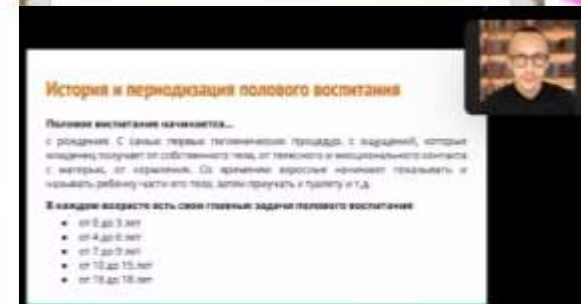 История и периодизация полового воспитания
Половое воспитание начинается...
с рождения. С самых первых гигиенических процедур, с ощущений, которые
младенец получает от собственного тела, от телесного и эмоционального контакта
с матерью, от кормления. Со временем взрослые начинают показывать и
называть ребенку части его тела, затем приучать к туалету и т.д.
В каждом возрасте есть свои главные задачи полового воспитания
• от 0 до 3 лет
• от 4 до 6 лет
• от 7 до 9 лет
• от 10 до 15 лет
• от 16 до 18 лет